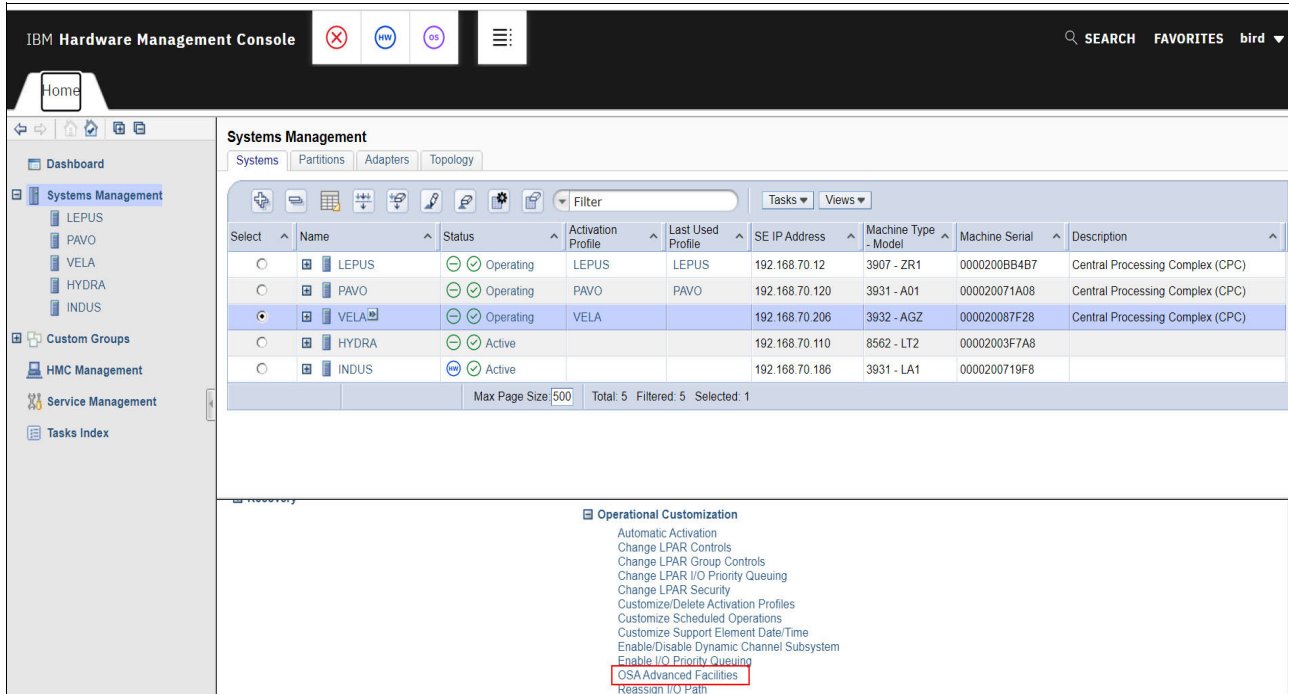 IBM Hardware Management Console HW OS SEARCH FAVORITES bird
Home
Dashboard
Systems Management
LEPUS
PAVO
VELA
HYDRA
INDUS
Custom Groups
HMC Management
Service Management
Tasks Index
Systems Management
Systems Partitions Adapters Topology
Filter Tasks Views
Select Name Status Activation Profile Last Used Profile SE IP Address Machine Type - Model Machine Serial Description
LEPUS Operating LEPUS LEPUS 192.168.70.12 3907 - ZR1 0000200BB4B7 Central Processing Complex (CPC)
PAVO Operating PAVO PAVO 192.168.70.120 3931 - A01 000020071A08 Central Processing Complex (CPC)
VELA Operating VELA 192.168.70.206 3932 - AGZ 000020087F28 Central Processing Complex (CPC)
HYDRA Active 192.168.70.110 8562 - LT2 00002003F7A8
INDUS HW Active 192.168.70.186 3931 - LA1 0000200719F8
Max Page Size: 500 Total: 5 Filtered: 5 Selected: 1
Recovery
Operational Customization
Automatic Activation
Change LPAR Controls
Change LPAR Group Controls
Change LPAR I/O Priority Queuing
Change LPAR Security
Customize/Delete Activation Profiles
Customize Scheduled Operations
Customize Support Element Date/Time
Enable/Disable Dynamic Channel Subsystem
Enable I/O Priority Queuing
OSA Advanced Facilities
Reassign I/O Path